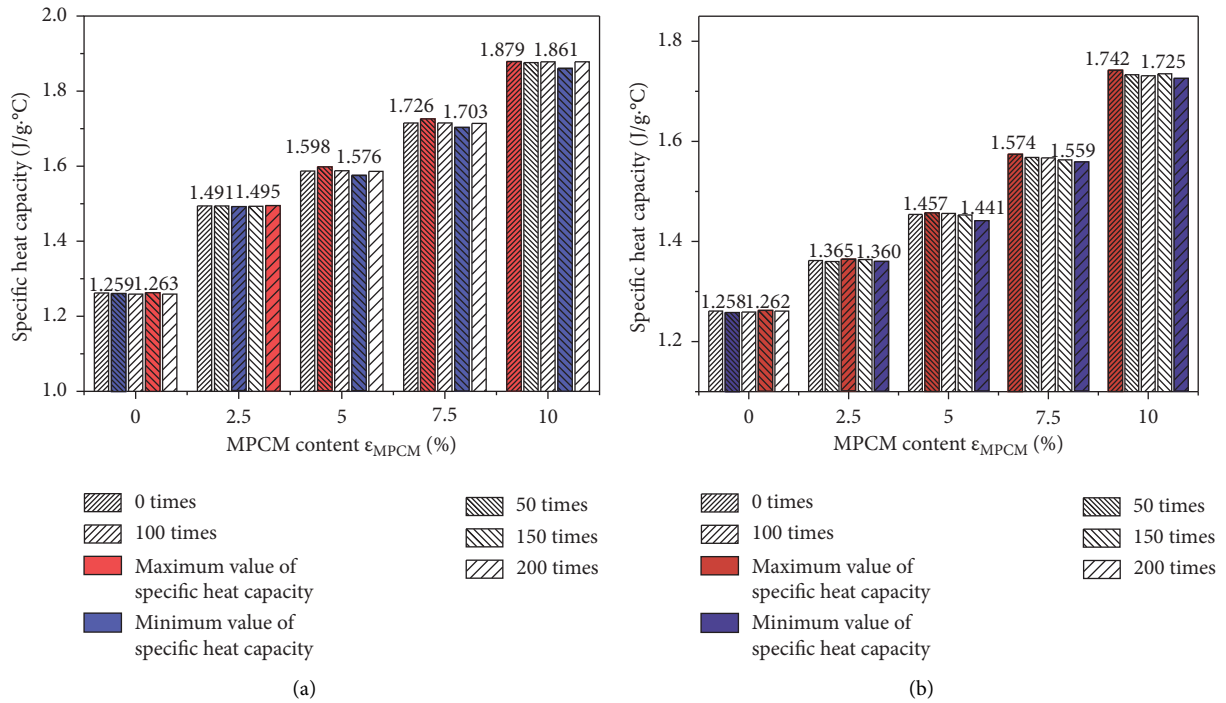 2.0
1.8
1.6
1.4
1.2
1.0
Specific heat capacity (J/g·°C)
1.259
1.263
1.491
1.495
1.598
1.576
1.726
1.703
1.879
1.861
0
2.5
5
7.5
10
MPCM content εMPCM (%)
0 times
100 times
Maximum value of
specific heat capacity
Minimum value of
specific heat capacity
50 times
150 times
200 times
(a)
1.8
1.6
1.4
1.2
Specific heat capacity (J/g·°C)
1.258
1.262
1.365
1.360
1.457
1.441
1.574
1.559
1.742
1.725
0
2.5
5
7.5
10
MPCM content εMPCM (%)
0 times
100 times
Maximum value of
specific heat capacity
Minimum value of
specific heat capacity
50 times
150 times
200 times
(b)